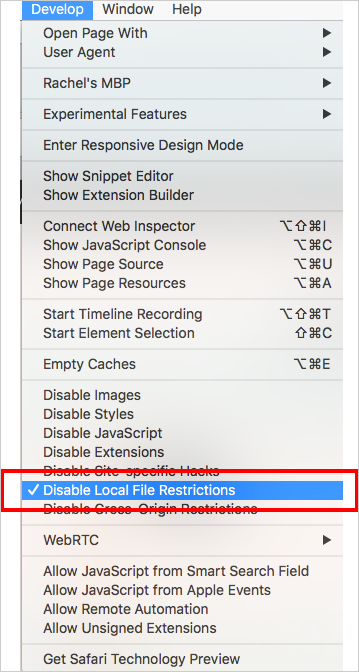 Develop Window Help
Open Page With
User Agent
Rachel's MBP
Experimental Features
Enter Responsive Design Mode
Show Snippet Editor
Show Extension Builder
Connect Web Inspector ⌥⇧⌘I
Show JavaScript Console ⌥⌘C
Show Page Source ⌥⌘U
Show Page Resources ⌥⌘A
Start Timeline Recording ⌥⇧⌘T
Start Element Selection ⇧⌘C
Empty Caches ⌥⌘E
Disable Images
Disable Styles
Disable JavaScript
Disable Extensions
Disable Site-specific Hacks
✓ Disable Local File Restrictions
Disable Cross-Origin Restrictions
WebRTC
Allow JavaScript from Smart Search Field
Allow JavaScript from Apple Events
Allow Remote Automation
Allow Unsigned Extensions
Get Safari Technology Preview